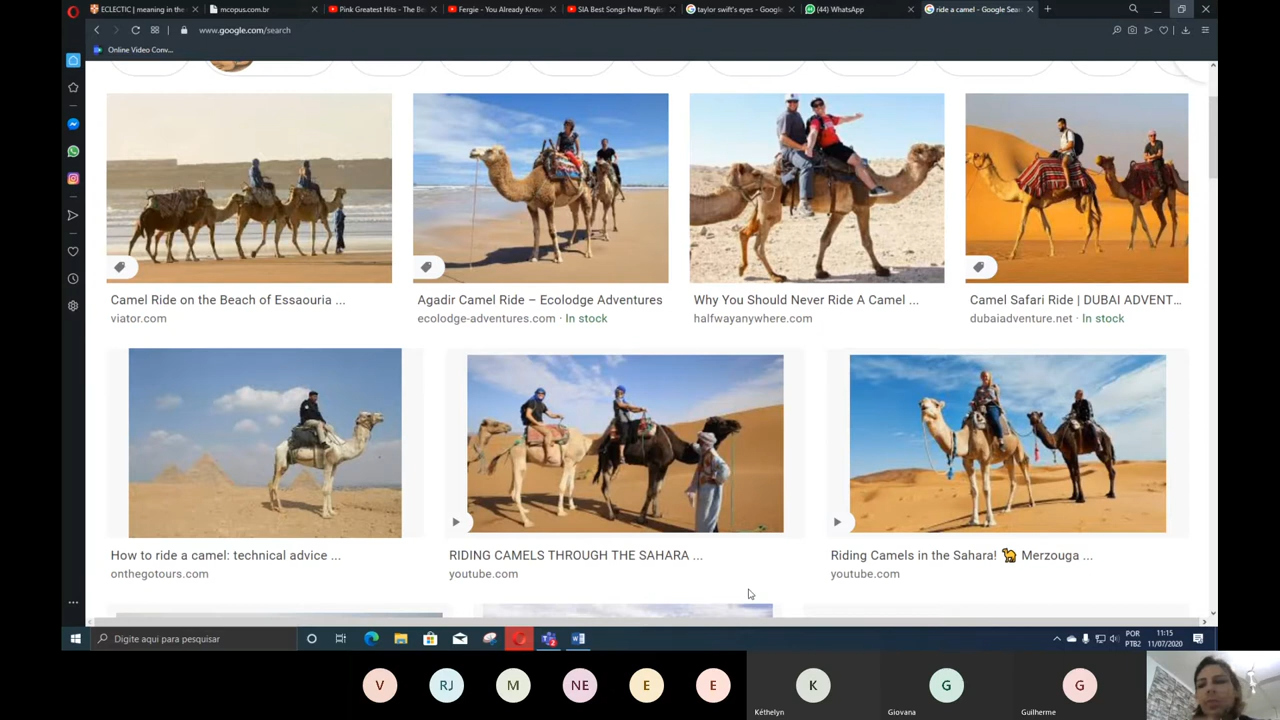 ECLECTIC | meaning in the
mcopus.com.br
Pink Greatest Hits - The Be
Fergie - You Already Know
SIA Best Songs New Playlis
taylor swift's eyes - Google
(44) WhatsApp
ride a camel - Google Sear
www.google.com/search
Online Video Conv...
Camel Ride on the Beach of Essaouria ...
viator.com
Agadir Camel Ride – Ecolodge Adventures
ecolodge-adventures.com · In stock
Why You Should Never Ride A Camel ...
halfwayanywhere.com
Camel Safari Ride | DUBAI ADVENT...
dubaiadventure.net · In stock
How to ride a camel: technical advice ...
onthegotours.com
RIDING CAMELS THROUGH THE SAHARA ...
youtube.com
Riding Camels in the Sahara! 🐪 Merzouga ...
youtube.com
Digite aqui para pesquisar
POR
PTB2
11:15
11/07/2020
V
RJ
M
NE
E
E
K
Kéthelyn
G
Giovana
G
Guilherme